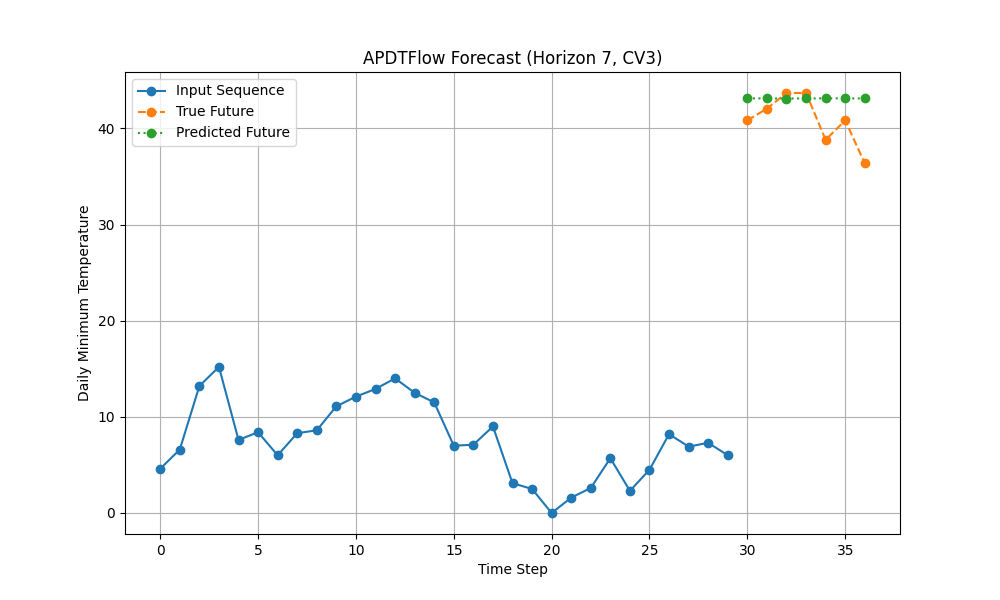 APDTFlow Forecast (Horizon 7, CV3)
Input Sequence
True Future
Predicted Future
Daily Minimum Temperature
40
30
20
10
0
0 5 10 15 20 25 30 35
Time Step